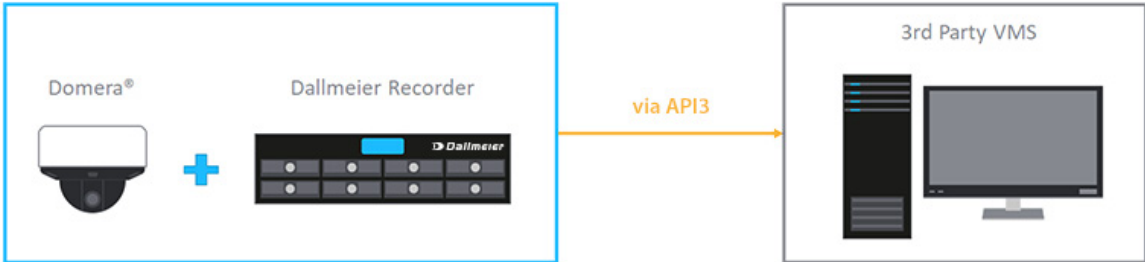 3rd Party VMS
Domera®
Dallmeier Recorder
via API3
Dallmeier